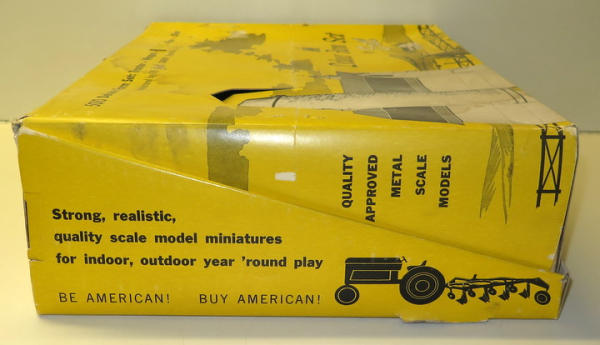 QUALITY
APPROVED
METAL
SCALE
MODELS
Strong, realistic,
quality scale model miniatures
for indoor, outdoor year 'round play
BE AMERICAN! BUY AMERICAN!